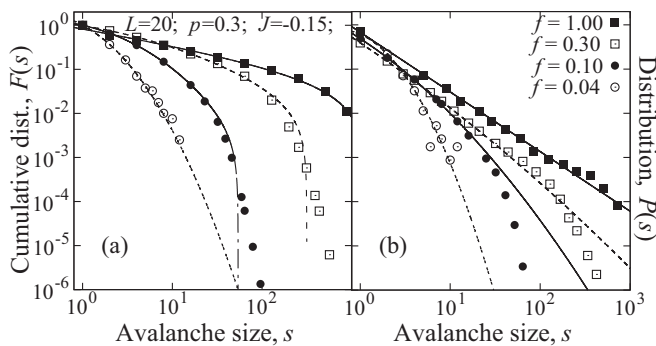 L=20; p=0.3; J=-0.15;
f = 1.00
f = 0.30
f = 0.10
f = 0.04
10^0
10^-1
10^-2
10^-3
10^-4
10^-5
10^-6
Cumulative dist., F(s)
Distribution, P(s)
(a)
(b)
10^0 10^1 10^2 10^0 10^1 10^2 10^3
Avalanche size, s Avalanche size, s